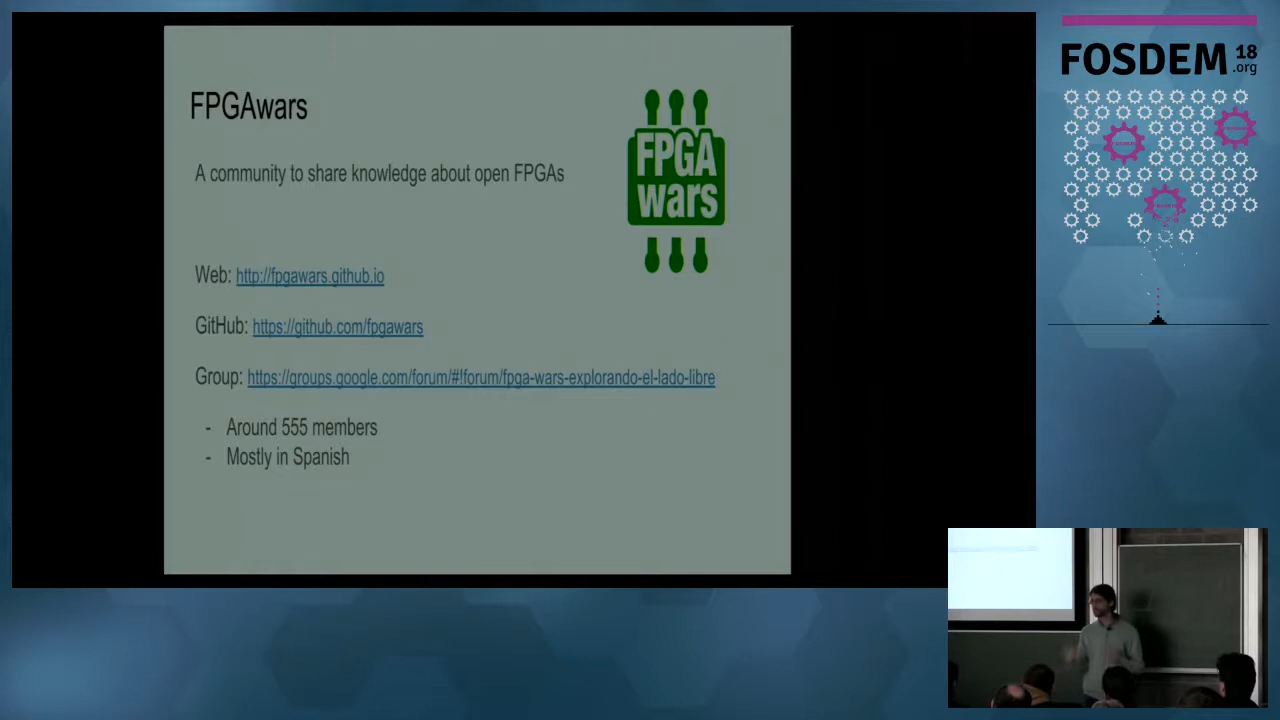 FPGAwars
FPGA
wars
A community to share knowledge about open FPGAs
Web: http://fpgawars.github.io
GitHub: https://github.com/fpgawars
Group: https://groups.google.com/forum/#!forum/fpga-wars-explorando-el-lado-libre
- Around 555 members
- Mostly in Spanish
FOSDEM 18
.org